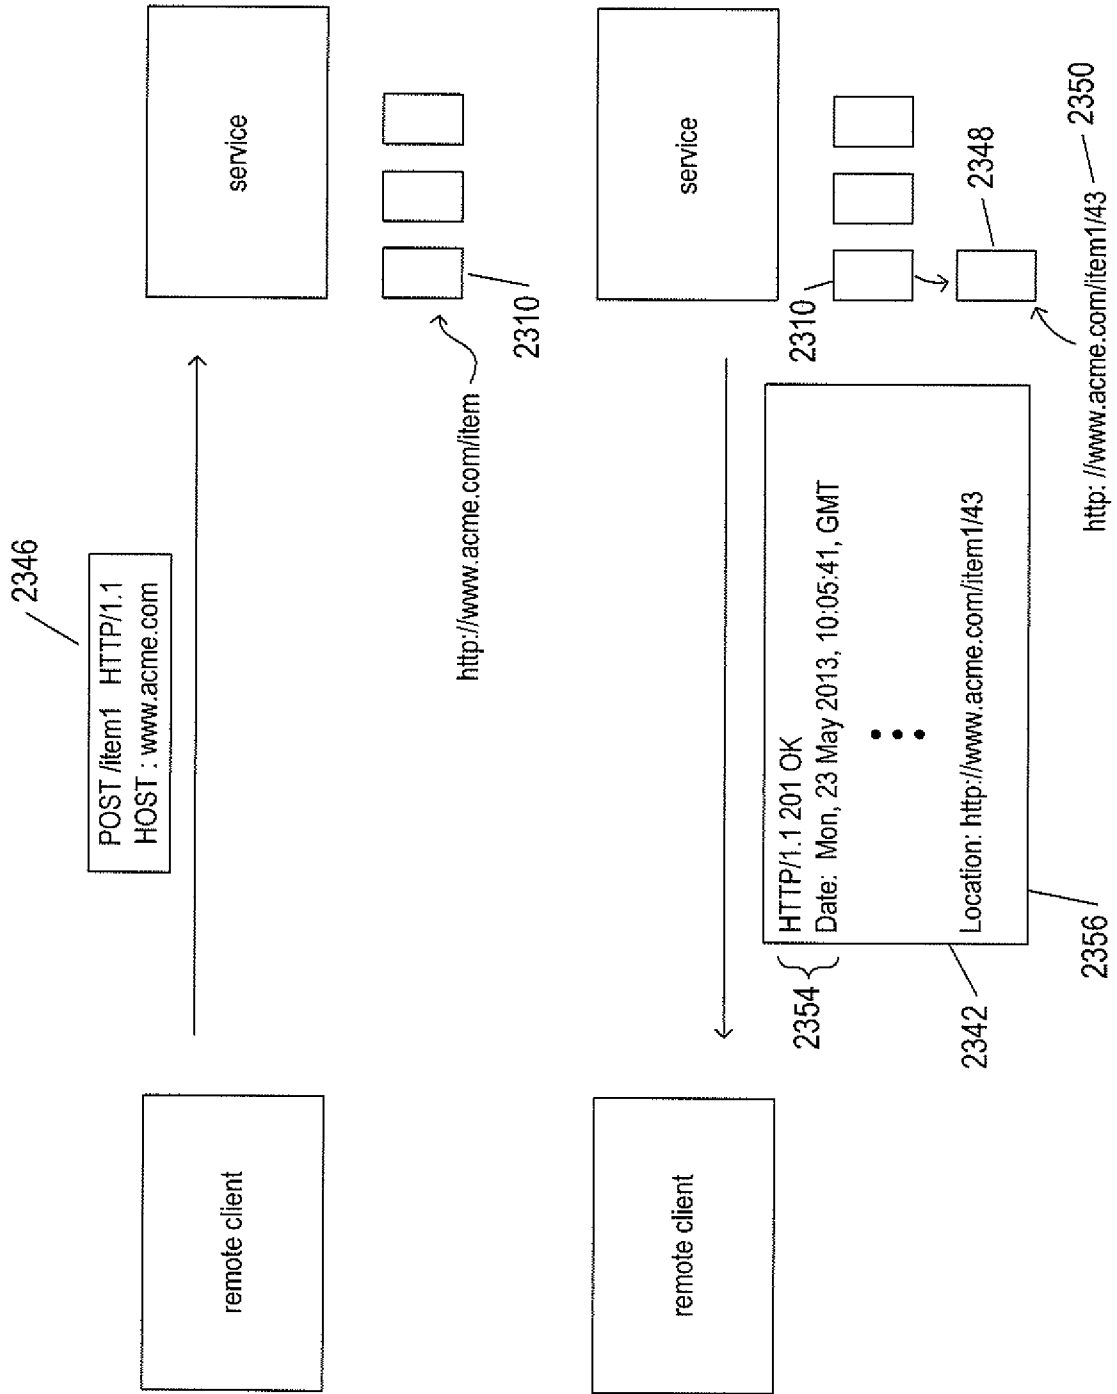 2346
POST /item1 HTTP/1.1
HOST : www.acme.com
remote client
service
http://www.acme.com/item
2310
remote client
service
2310
2354
HTTP/1.1 201 OK
Date: Mon, 23 May 2013, 10:05:41, GMT
Location: http://www.acme.com/item1/43
2342
2356
2348
http: //www.acme.com/item1/43
2350